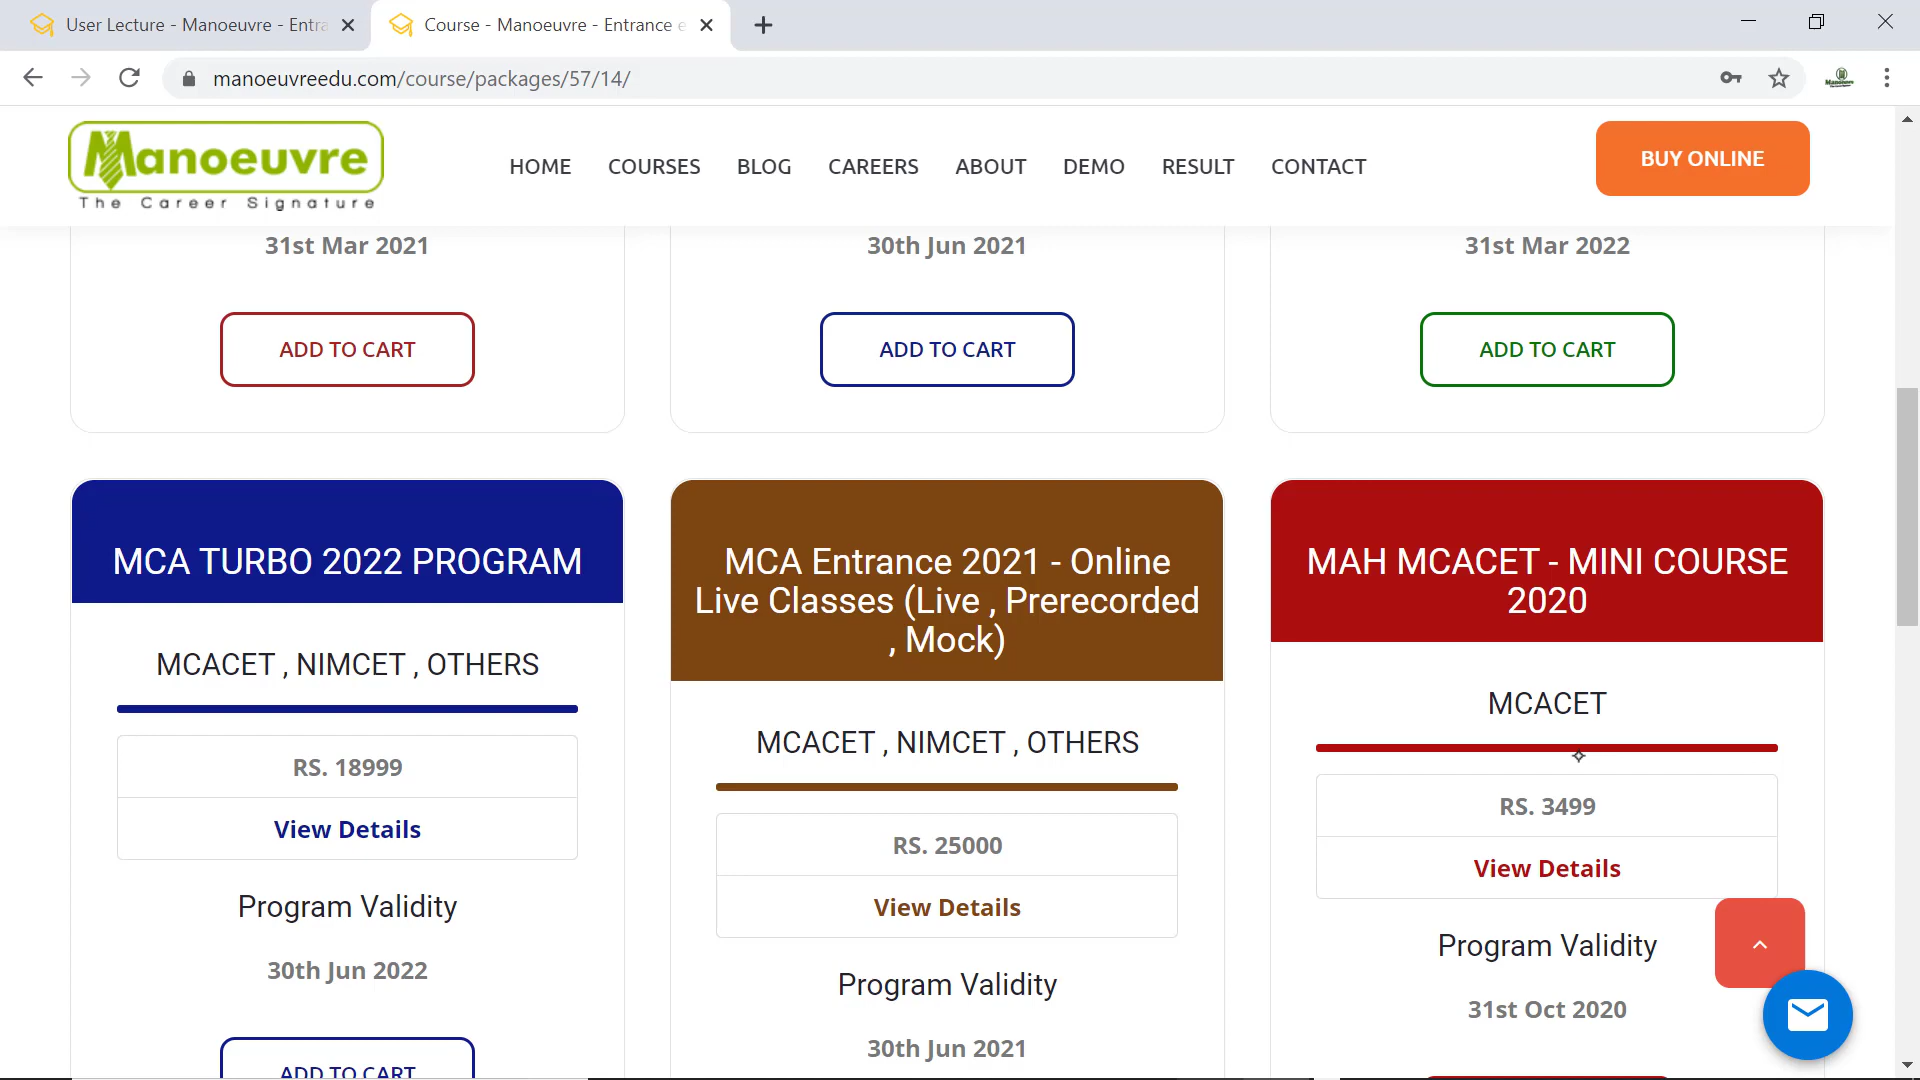 User Lecture - Manoeuvre - Entra
Course - Manoeuvre - Entrance e
manoeuvreedu.com/course/packages/57/14/
Manoeuvre
The Career Signature
HOME COURSES BLOG CAREERS ABOUT DEMO RESULT CONTACT
BUY ONLINE
31st Mar 2021
30th Jun 2021
31st Mar 2022
ADD TO CART
ADD TO CART
ADD TO CART
MCA TURBO 2022 PROGRAM
MCACET , NIMCET , OTHERS
RS. 18999
View Details
Program Validity
30th Jun 2022
ADD TO CART
MCA Entrance 2021 - Online
Live Classes (Live , Prerecorded
, Mock)
MCACET , NIMCET , OTHERS
RS. 25000
View Details
Program Validity
30th Jun 2021
MAH MCACET - MINI COURSE
2020
MCACET
RS. 3499
View Details
Program Validity
31st Oct 2020